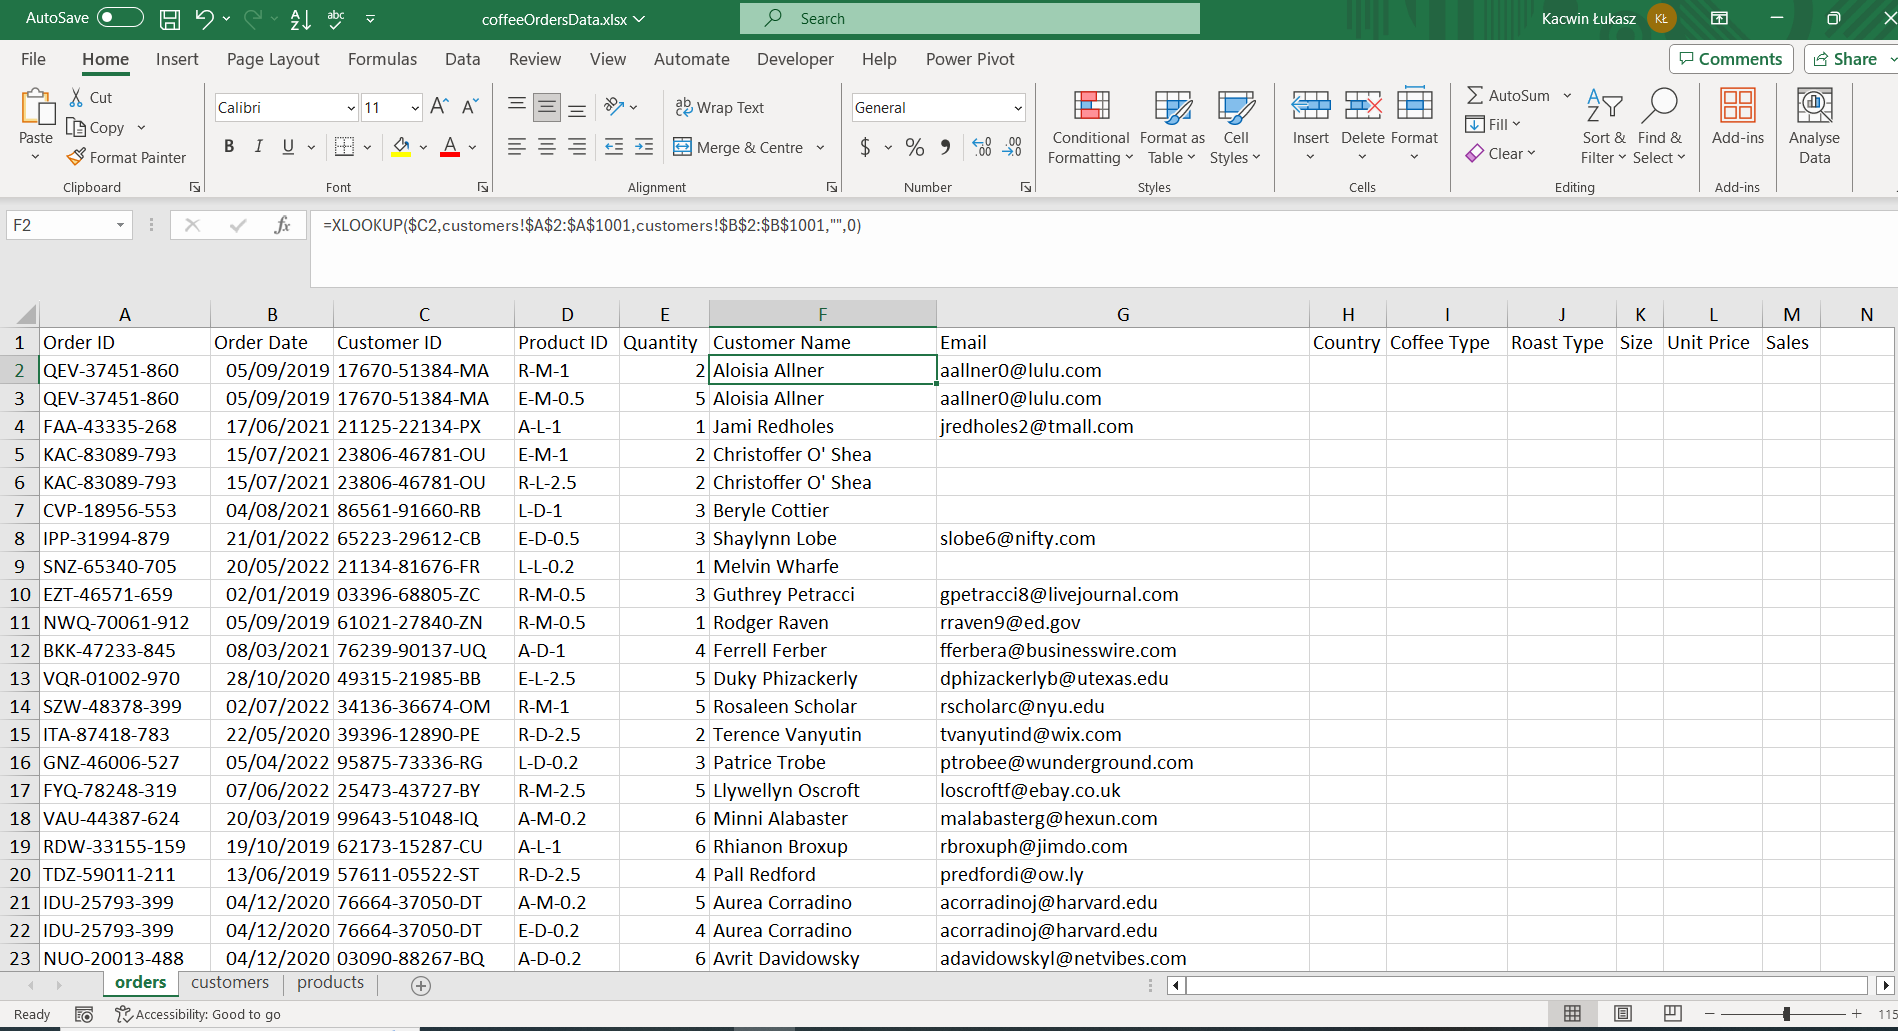 AutoSave coffeeOrdersData.xlsx Search Kacwin Łukasz KŁ
File Home Insert Page Layout Formulas Data Review View Automate Developer Help Power Pivot Comments Share
Paste Cut Copy Format Painter Clipboard
Calibri 11 B I U A Font
Wrap Text Merge & Centre Alignment
General $ % Number
Conditional Formatting Format as Table Cell Styles Styles
Insert Delete Format Cells
AutoSum Fill Clear Sort & Filter Find & Select Editing
Add-ins Add-ins
Analyse Data
F2 fx =XLOOKUP($C2,customers!$A$2:$A$1001,customers!$B$2:$B$1001,"",0)
A B C D E F G H I J K L M N
1 Order ID Order Date Customer ID Product ID Quantity Customer Name Email Country Coffee Type Roast Type Size Unit Price Sales
2 QEV-37451-860 05/09/2019 17670-51384-MA R-M-1 2 Aloisia Allner aallner0@lulu.com
3 QEV-37451-860 05/09/2019 17670-51384-MA E-M-0.5 5 Aloisia Allner aallner0@lulu.com
4 FAA-43335-268 17/06/2021 21125-22134-PX A-L-1 1 Jami Redholes jredholes2@tmall.com
5 KAC-83089-793 15/07/2021 23806-46781-OU E-M-1 2 Christoffer O' Shea
6 KAC-83089-793 15/07/2021 23806-46781-OU R-L-2.5 2 Christoffer O' Shea
7 CVP-18956-553 04/08/2021 86561-91660-RB L-D-1 3 Beryle Cottier
8 IPP-31994-879 21/01/2022 65223-29612-CB E-D-0.5 3 Shaylynn Lobe slobe6@nifty.com
9 SNZ-65340-705 20/05/2022 21134-81676-FR L-L-0.2 1 Melvin Wharfe
10 EZT-46571-659 02/01/2019 03396-68805-ZC R-M-0.5 3 Guthrey Petracci gpetracci8@livejournal.com
11 NWQ-70061-912 05/09/2019 61021-27840-ZN R-M-0.5 1 Rodger Raven rraven9@ed.gov
12 BKK-47233-845 08/03/2021 76239-90137-UQ A-D-1 4 Ferrell Ferber fferbera@businesswire.com
13 VQR-01002-970 28/10/2020 49315-21985-BB E-L-2.5 5 Duky Phizackerly dphizackerlyb@utexas.edu
14 SZW-48378-399 02/07/2022 34136-36674-OM R-M-1 5 Rosaleen Scholar rscholarc@nyu.edu
15 ITA-87418-783 22/05/2020 39396-12890-PE R-D-2.5 2 Terence Vanyutin tvanyutind@wix.com
16 GNZ-46006-527 05/04/2022 95875-73336-RG L-D-0.2 3 Patrice Trobe ptrobee@wunderground.com
17 FYQ-78248-319 07/06/2022 25473-43727-BY R-M-2.5 5 Llywellyn Oscroft loscroftf@ebay.co.uk
18 VAU-44387-624 20/03/2019 99643-51048-IQ A-M-0.2 6 Minni Alabaster malabasterg@hexun.com
19 RDW-33155-159 19/10/2019 62173-15287-CU A-L-1 6 Rhianon Broxup rbroxuph@jimdo.com
20 TDZ-59011-211 13/06/2019 57611-05522-ST R-D-2.5 4 Pall Redford predfordi@ow.ly
21 IDU-25793-399 04/12/2020 76664-37050-DT A-M-0.2 5 Aurea Corradino acorradinoj@harvard.edu
22 IDU-25793-399 04/12/2020 76664-37050-DT E-D-0.2 4 Aurea Corradino acorradinoj@harvard.edu
23 NUO-20013-488 04/12/2020 03090-88267-BQ A-D-0.2 6 Avrit Davidowsky adavidowskyl@netvibes.com
orders customers products
Ready Accessibility: Good to go